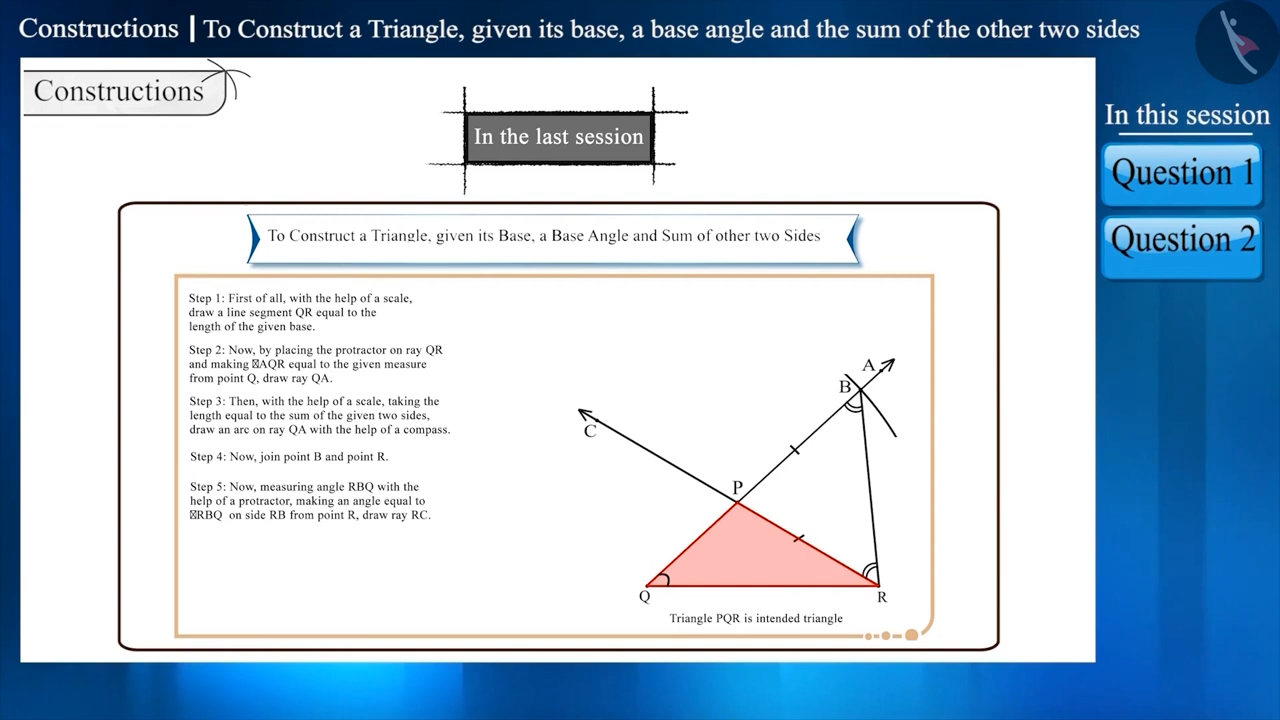 Constructions | To Construct a Triangle, given its base, a base angle and the sum of the other two sides
Constructions
In the last session
In this session
Question 1
Question 2
To Construct a Triangle, given its Base, a Base Angle and Sum of other two Sides
Step 1: First of all, with the help of a scale,
draw a line segment QR equal to the
length of the given base.
Step 2: Now, by placing the protractor on ray QR
and making ☒AQR equal to the given measure
from point Q, draw ray QA.
Step 3: Then, with the help of a scale, taking the
length equal to the sum of the given two sides,
draw an arc on ray QA with the help of a compass.
Step 4: Now, join point B and point R.
Step 5: Now, measuring angle RBQ with the
help of a protractor, making an angle equal to
☒RBQ on side RB from point R, draw ray RC.
A
B
C
P
Q
R
Triangle PQR is intended triangle